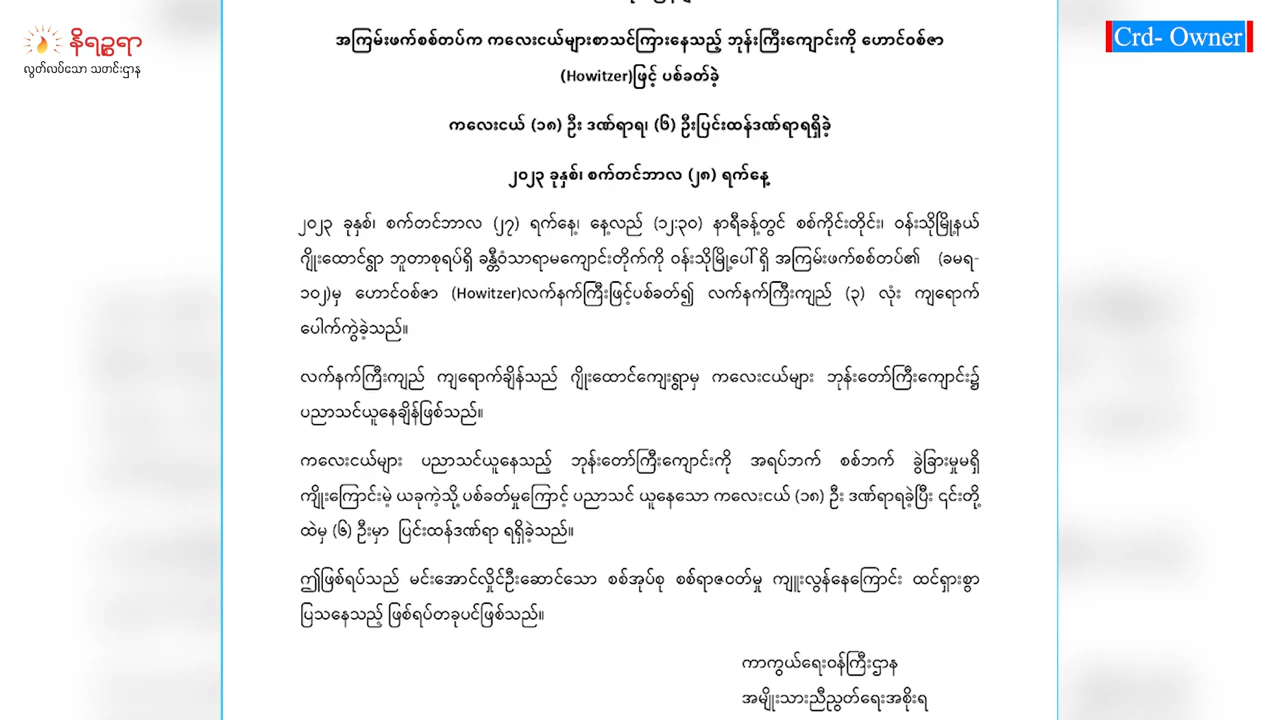 နိရဉ္စရာ
လွတ်လပ်သော သတင်းဌာန
Crd- Owner
အကြမ်းဖက်စစ်တပ်က ကလေးငယ်များစာသင်ကြားနေသည့် ဘုန်းကြီးကျောင်းကို ဟောင်ဝစ်ဇာ
(Howitzer)ဖြင့် ပစ်ခတ်ခဲ့
ကလေးငယ် (၁၈) ဦး ဒဏ်ရာရ၊ (၆) ဦးပြင်းထန်ဒဏ်ရာရရှိခဲ့
၂၀၂၃ ခုနှစ်၊ စက်တင်ဘာလ (၂၈) ရက်နေ့
၂၀၂၃ ခုနှစ်၊ စက်တင်ဘာလ (၂၇) ရက်နေ့၊ နေ့လည် (၁၂:၃၀) နာရီခန့်တွင် စစ်ကိုင်းတိုင်း၊ ဝန်းသိုမြို့နယ်
ဂျိုးထောင်ရွာ ဘူတာစုရပ်ရှိ ခန္တီဝံသာရာမကျောင်းတိုက်ကို ဝန်းသိုမြို့ပေါ်ရှိ အကြမ်းဖက်စစ်တပ်၏ (ခမရ-
၁၀၂)မှ ဟောင်ဝစ်ဇာ (Howitzer)လက်နက်ကြီးဖြင့်ပစ်ခတ်၍ လက်နက်ကြီးကျည် (၃) လုံး ကျရောက်
ပေါက်ကွဲခဲ့သည်။
လက်နက်ကြီးကျည် ကျရောက်ချိန်သည် ဂျိုးထောင်ကျေးရွာမှ ကလေးငယ်များ ဘုန်းတော်ကြီးကျောင်း၌
ပညာသင်ယူနေချိန်ဖြစ်သည်။
ကလေးငယ်များ ပညာသင်ယူနေသည့် ဘုန်းတော်ကြီးကျောင်းကို အရပ်ဘက် စစ်ဘက် ခွဲခြားမှုမရှိ
ကျိုးကြောင်းမဲ့ ယခုကဲ့သို့ ပစ်ခတ်မှုကြောင့် ပညာသင် ယူနေသော ကလေးငယ် (၁၈) ဦး ဒဏ်ရာရခဲ့ပြီး ၎င်းတို့
ထဲမှ (၆) ဦးမှာ ပြင်းထန်ဒဏ်ရာ ရရှိခဲ့သည်။
ဤဖြစ်ရပ်သည် မင်းအောင်လှိုင်ဦးဆောင်သော စစ်အုပ်စု စစ်ရာဇဝတ်မှု ကျူးလွန်နေကြောင်း ထင်ရှားစွာ
ပြသနေသည့် ဖြစ်ရပ်တခုပင်ဖြစ်သည်။
ကာကွယ်ရေးဝန်ကြီးဌာန
အမျိုးသားညီညွတ်ရေးအစိုးရ